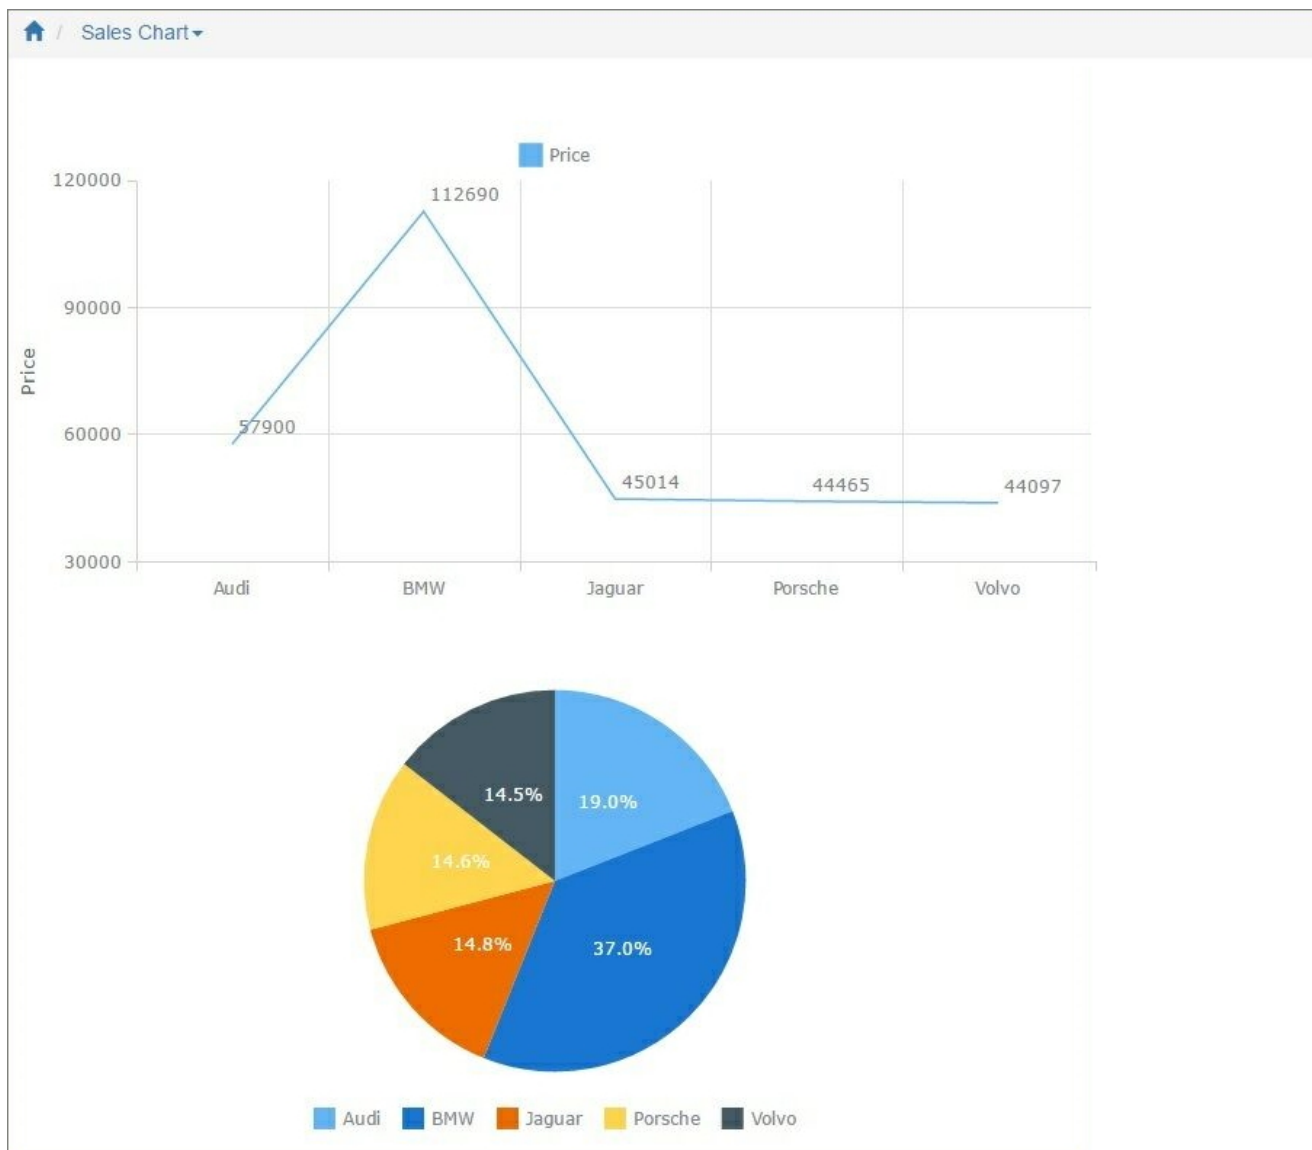 / Sales Chart
Price
120000
112690
90000
Price
57900
60000
45014
44465
44097
30000
Audi BMW Jaguar Porsche Volvo
14.5%
19.0%
14.6%
14.8%
37.0%
Audi BMW Jaguar Porsche Volvo